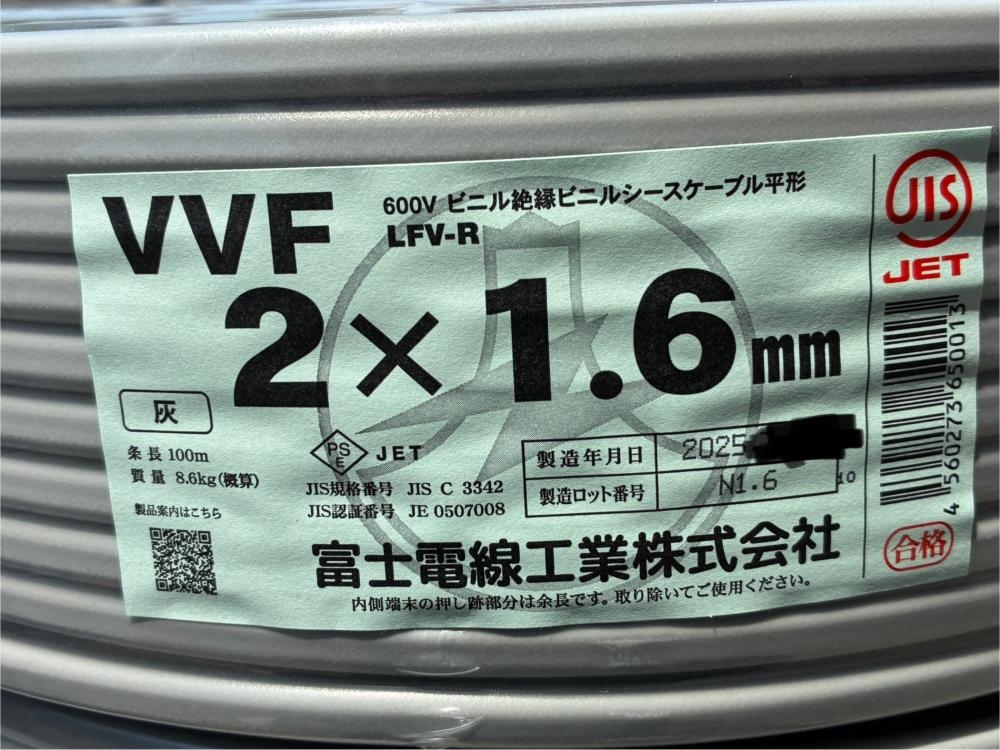 VVF
600V ビニル絶縁ビニルシースケーブル平形
LFV-R
2×1.6mm
灰
条長100m
質量 8.6kg(概算)
製品案内はこちら
PS
E
JET
JIS規格番号 JIS C 3342
JIS認証番号 JE 0507008
製造年月日 2025
製造ロット番号 N1.6 10
富士電線工業株式会社
内側端末の押し跡部分は余長です。取り除いてご使用ください。
JIS
JET
4560273650013
合格